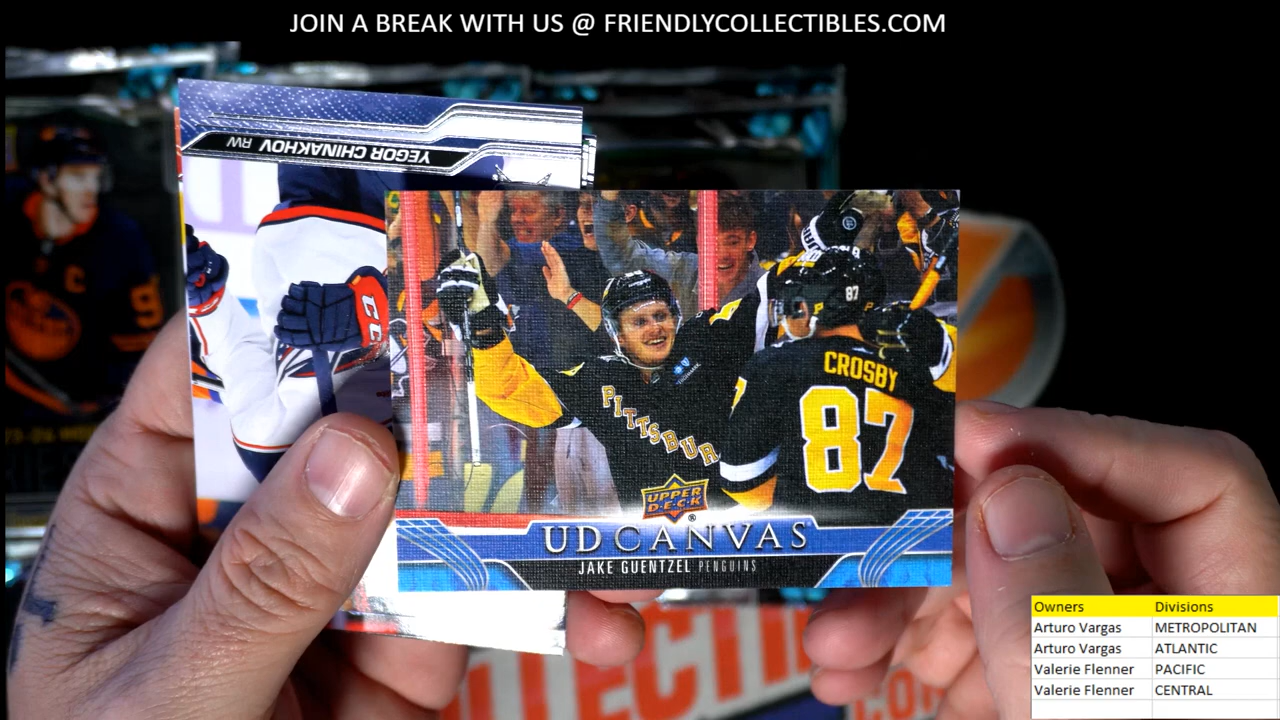 JOIN A BREAK WITH US @ FRIENDLYCOLLECTIBLES.COM
YEGOR CHINAKHOV RW
C
87
CROSBY
87
PITTSBUR
UPPER
D·E·C·K
®
UD CANVAS
JAKE GUENTZEL PENGUINS
Owners Divisions
Arturo Vargas METROPOLITAN
Arturo Vargas ATLANTIC
Valerie Flenner PACIFIC
Valerie Flenner CENTRAL